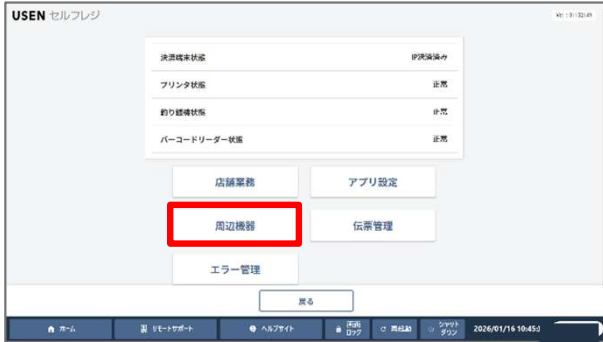 USEN セルフレジ
決済端末状態 IP決済済み
プリンタ状態 正常
釣り銭機状態 正常
バーコードリーダー状態 正常
店舗業務 アプリ設定
周辺機器 伝票管理
エラー管理
戻る
ホーム リモートサポート ヘルプサイト 画面ロック 再起動 シャットダウン 2026/01/16 10:45: